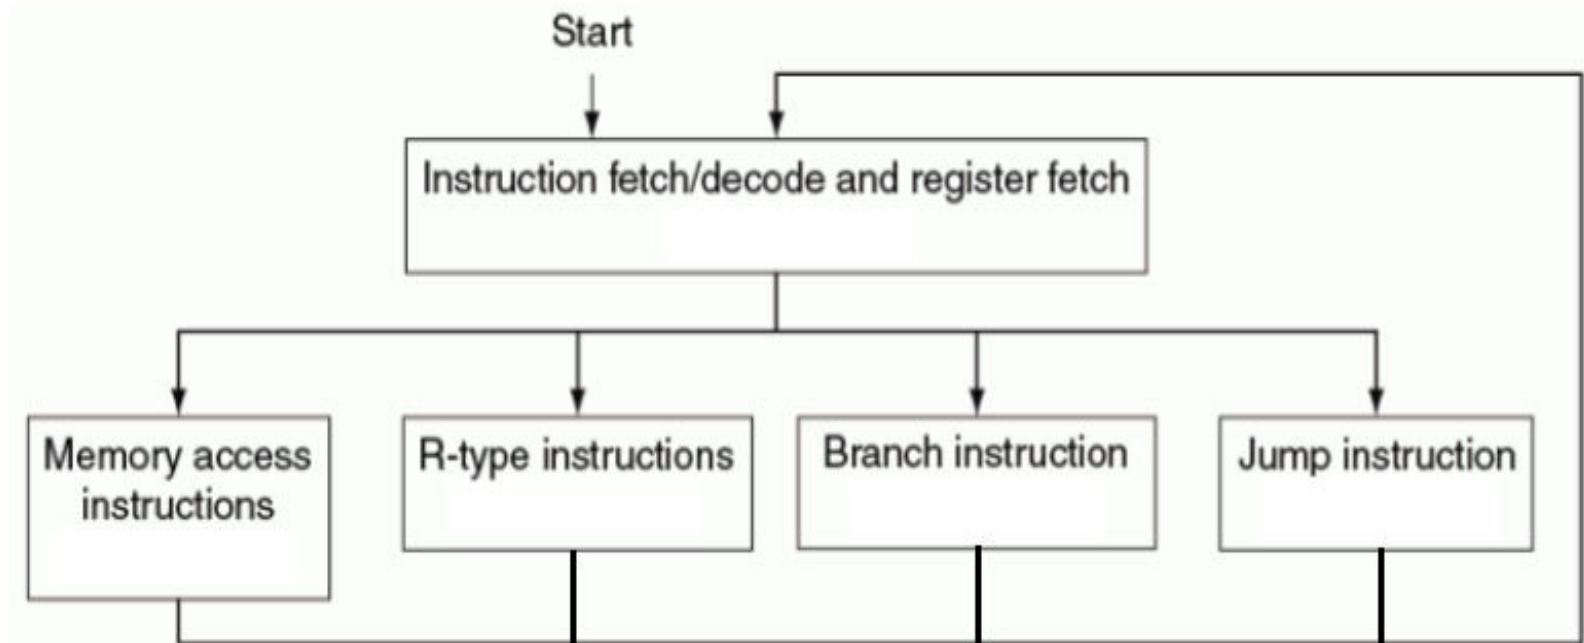 Start
Instruction fetch/decode and register fetch
Memory access
instructions
R-type instructions
Branch instruction
Jump instruction